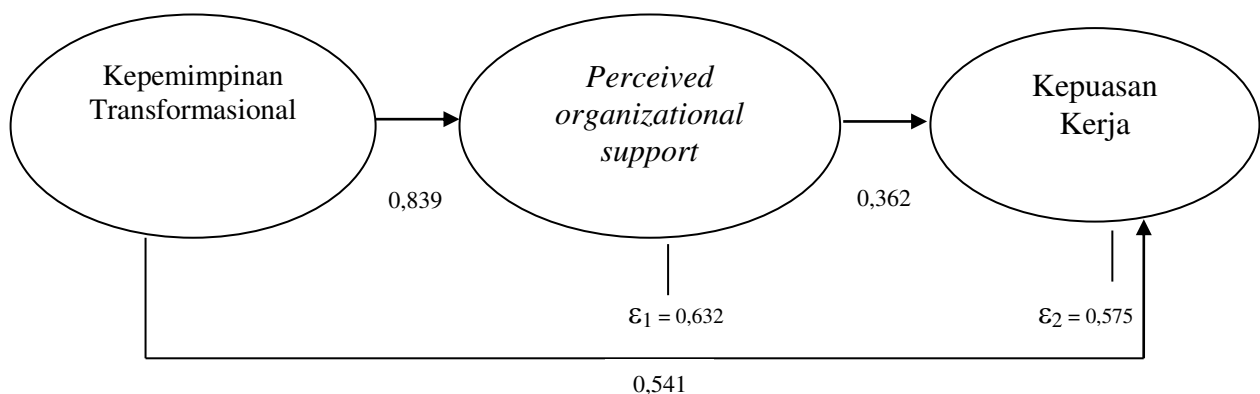 Kepemimpinan
Transformasional
Perceived
organizational
support
Kepuasan
Kerja
0,839
0,362
ε1 = 0,632
ε2 = 0,575
0,541